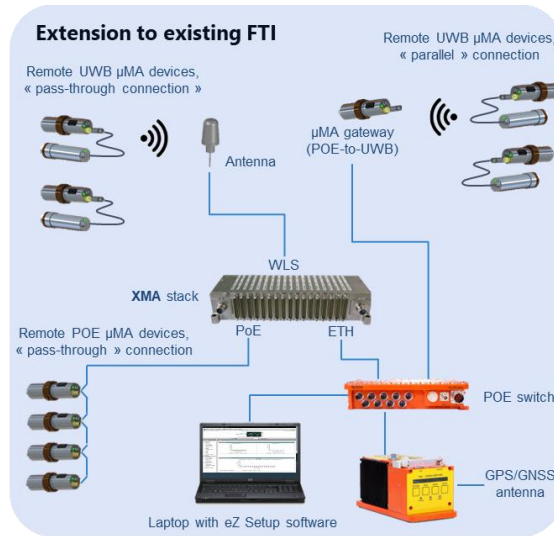 Extension to existing FTI
Remote UWB µMA devices,
« pass-through connection »
Remote UWB µMA devices,
« parallel » connection
µMA gateway
(POE-to-UWB)
Antenna
WLS
XMA stack
PoE
ETH
Remote POE µMA devices,
« pass-through » connection
POE switch
GPS/GNSS
antenna
Laptop with eZ Setup software